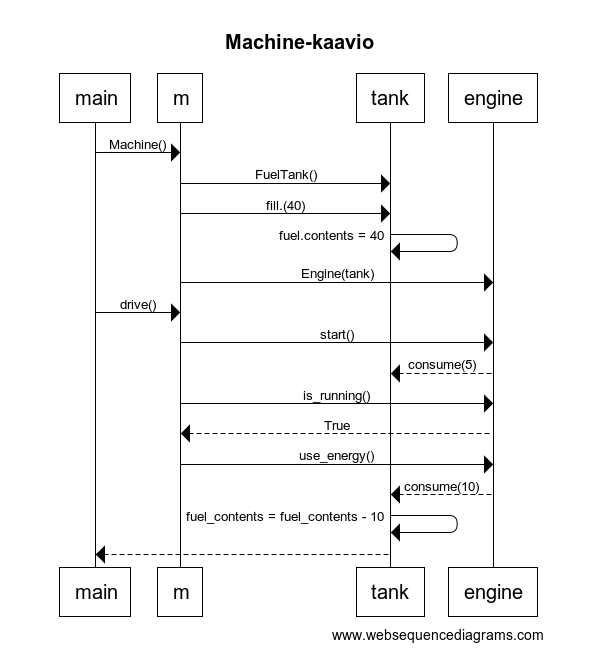 Machine-kaavio
main m tank engine
Machine()
FuelTank()
fill.(40)
fuel.contents = 40
Engine(tank)
drive()
start()
consume(5)
is_running()
True
use_energy()
consume(10)
fuel_contents = fuel_contents - 10
main m tank engine
www.websequencediagrams.com